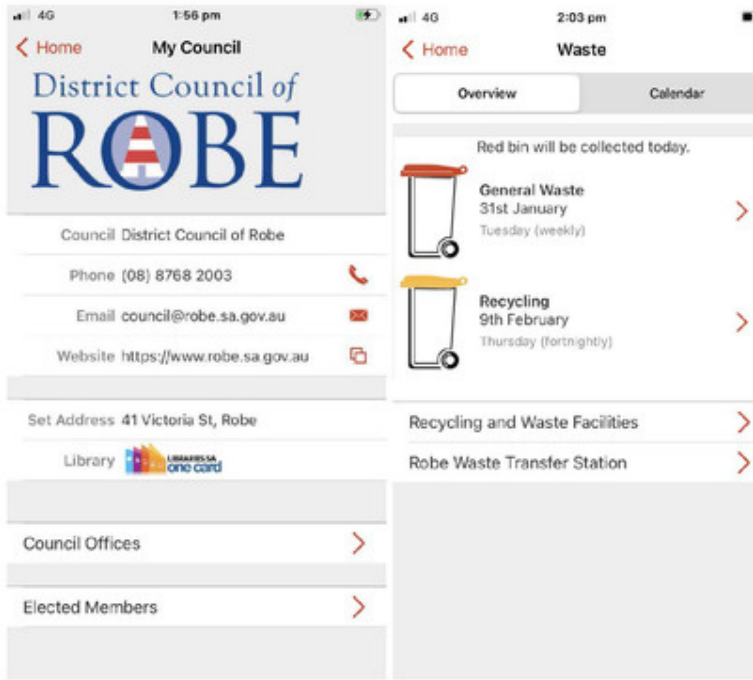 4G 1:56 pm
Home My Council
District Council of
ROBE
Council District Council of Robe
Phone (08) 8768 2003
Email council@robe.sa.gov.au
Website https://www.robe.sa.gov.au
Set Address 41 Victoria St, Robe
Library LIBRARIES SA
one card
Council Offices
Elected Members
4G 2:03 pm
Home Waste
Overview Calendar
Red bin will be collected today.
General Waste
31st January
Tuesday (weekly)
Recycling
9th February
Thursday (fortnightly)
Recycling and Waste Facilities
Robe Waste Transfer Station